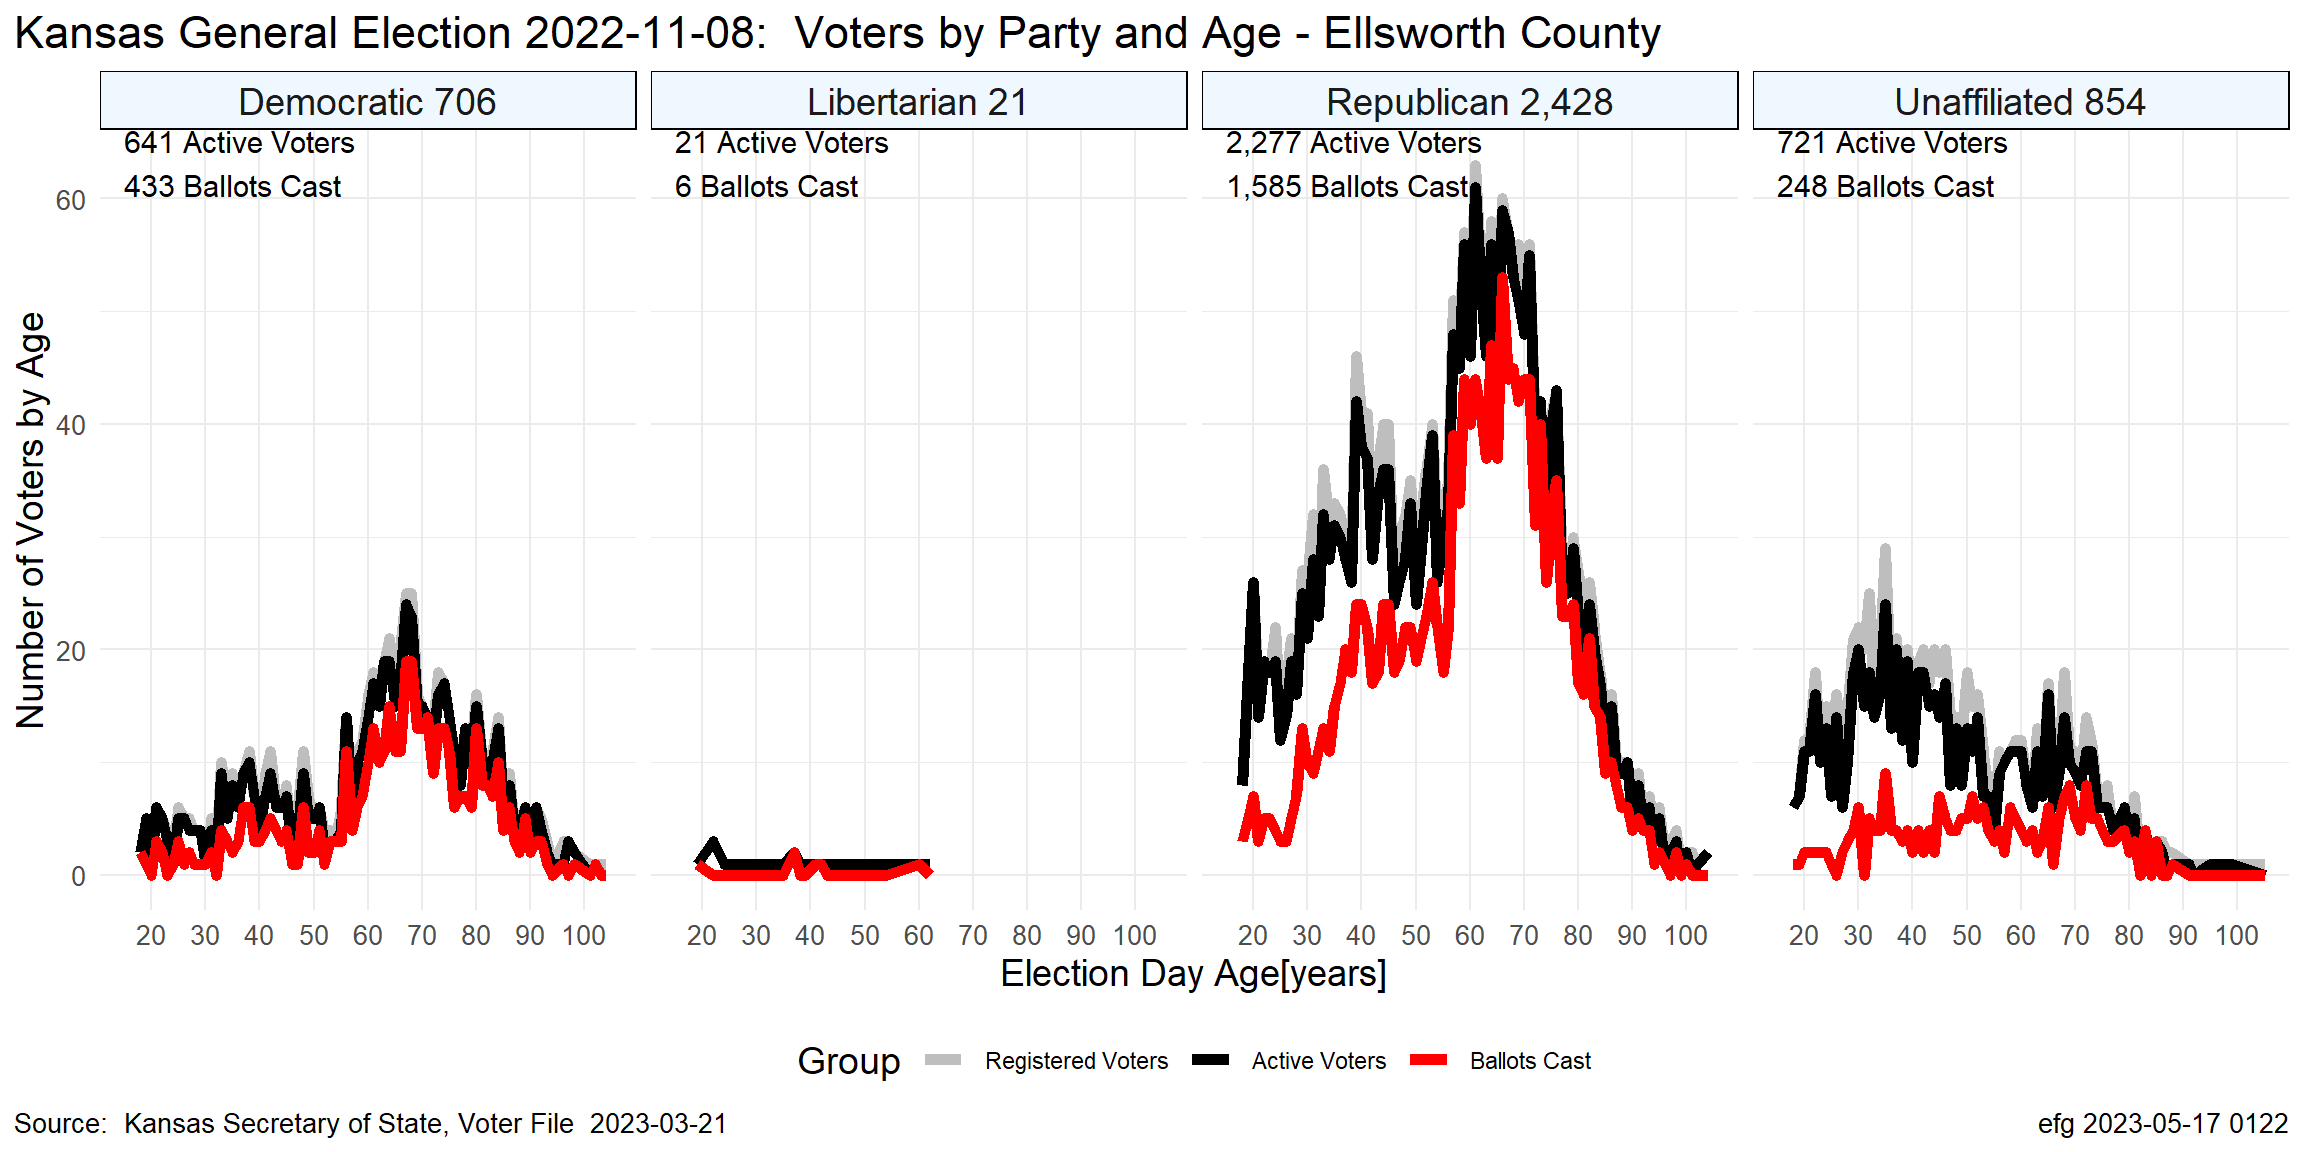 Kansas General Election 2022-11-08:  Voters by Party and Age - Ellsworth County
Democratic 706
Libertarian 21
Republican 2,428
Unaffiliated 854
641 Active Voters
433 Ballots Cast
21 Active Voters
6 Ballots Cast
2,277 Active Voters
1,585 Ballots Cast
721 Active Voters
248 Ballots Cast
Number of Voters by Age
60
40
20
0
20 30 40 50 60 70 80 90 100
20 30 40 50 60 70 80 90 100
20 30 40 50 60 70 80 90 100
20 30 40 50 60 70 80 90 100
Election Day Age[years]
Group Registered Voters Active Voters Ballots Cast
Source:  Kansas Secretary of State, Voter File  2023-03-21
efg 2023-05-17 0122